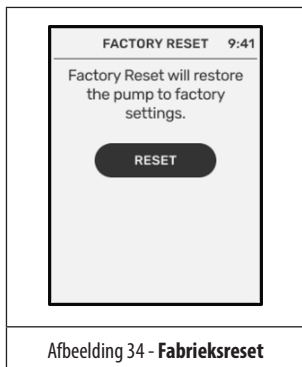 FACTORY RESET 9:41
Factory Reset will restore
the pump to factory
settings.
RESET
Afbeelding 34 - Fabrieksreset